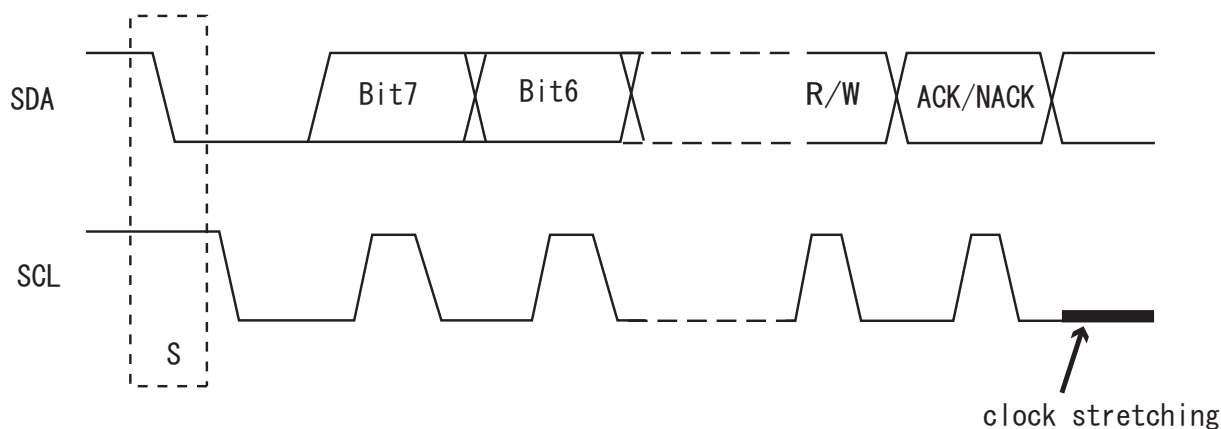 SDA
Bit7
Bit6
R/W
ACK/NACK
SCL
S
clock stretching